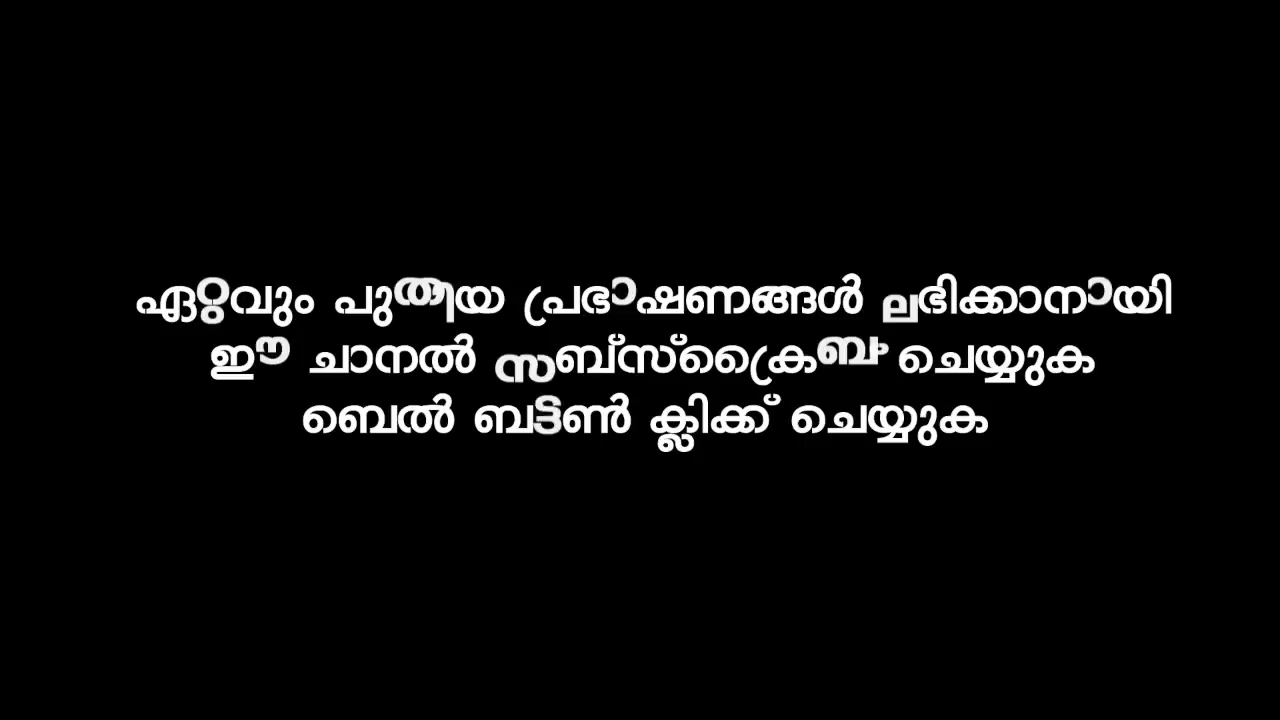 ഏറ്റവും പുതിയ പ്രഭാഷണങ്ങൾ ലഭിക്കാനായി
ഈ ചാനൽ സബ്സ്ക്രൈബ് ചെയ്യുക
ബെൽ ബട്ടൺ ക്ലിക്ക് ചെയ്യുക